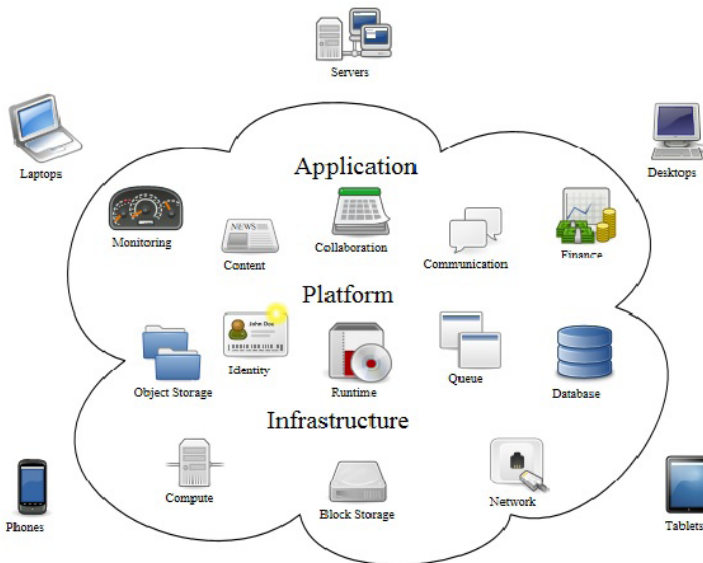 Servers
Laptops
Desktops
Application
Monitoring
NEWS
Content
Collaboration
Communication
Finance
Platform
John Doe
Object Storage
Identity
Runtime
Queue
Database
Infrastructure
Compute
Block Storage
Network
Phones
Tablets